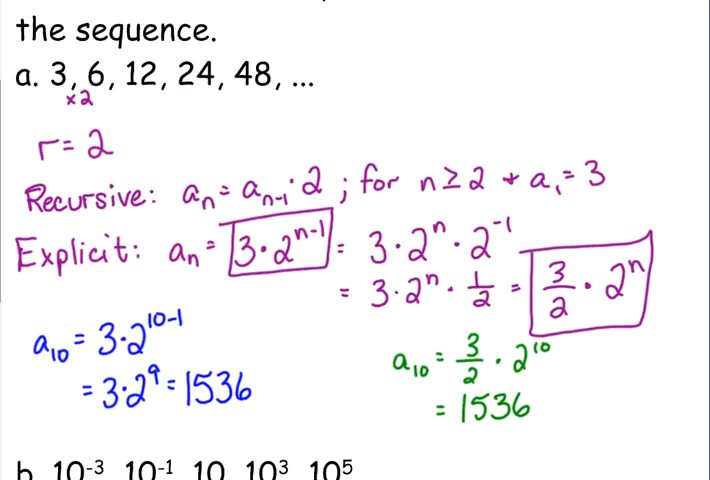 the sequence.
a. 3, 6, 12, 24, 48, ...
×2
r = 2
Recursive: aₙ = aₙ₋₁ · 2 ; for n ≥ 2 + a₁ = 3
Explicit: aₙ = 3 · 2ⁿ⁻¹ = 3 · 2ⁿ · 2⁻¹
= 3 · 2ⁿ · 1/2 = 3/2 · 2ⁿ
a₁₀ = 3 · 2¹⁰⁻¹
= 3 · 2⁹ = 1536
a₁₀ = 3/2 · 2¹⁰
= 1536
b 10⁻³ 10⁻¹ 10 10³ 10⁵